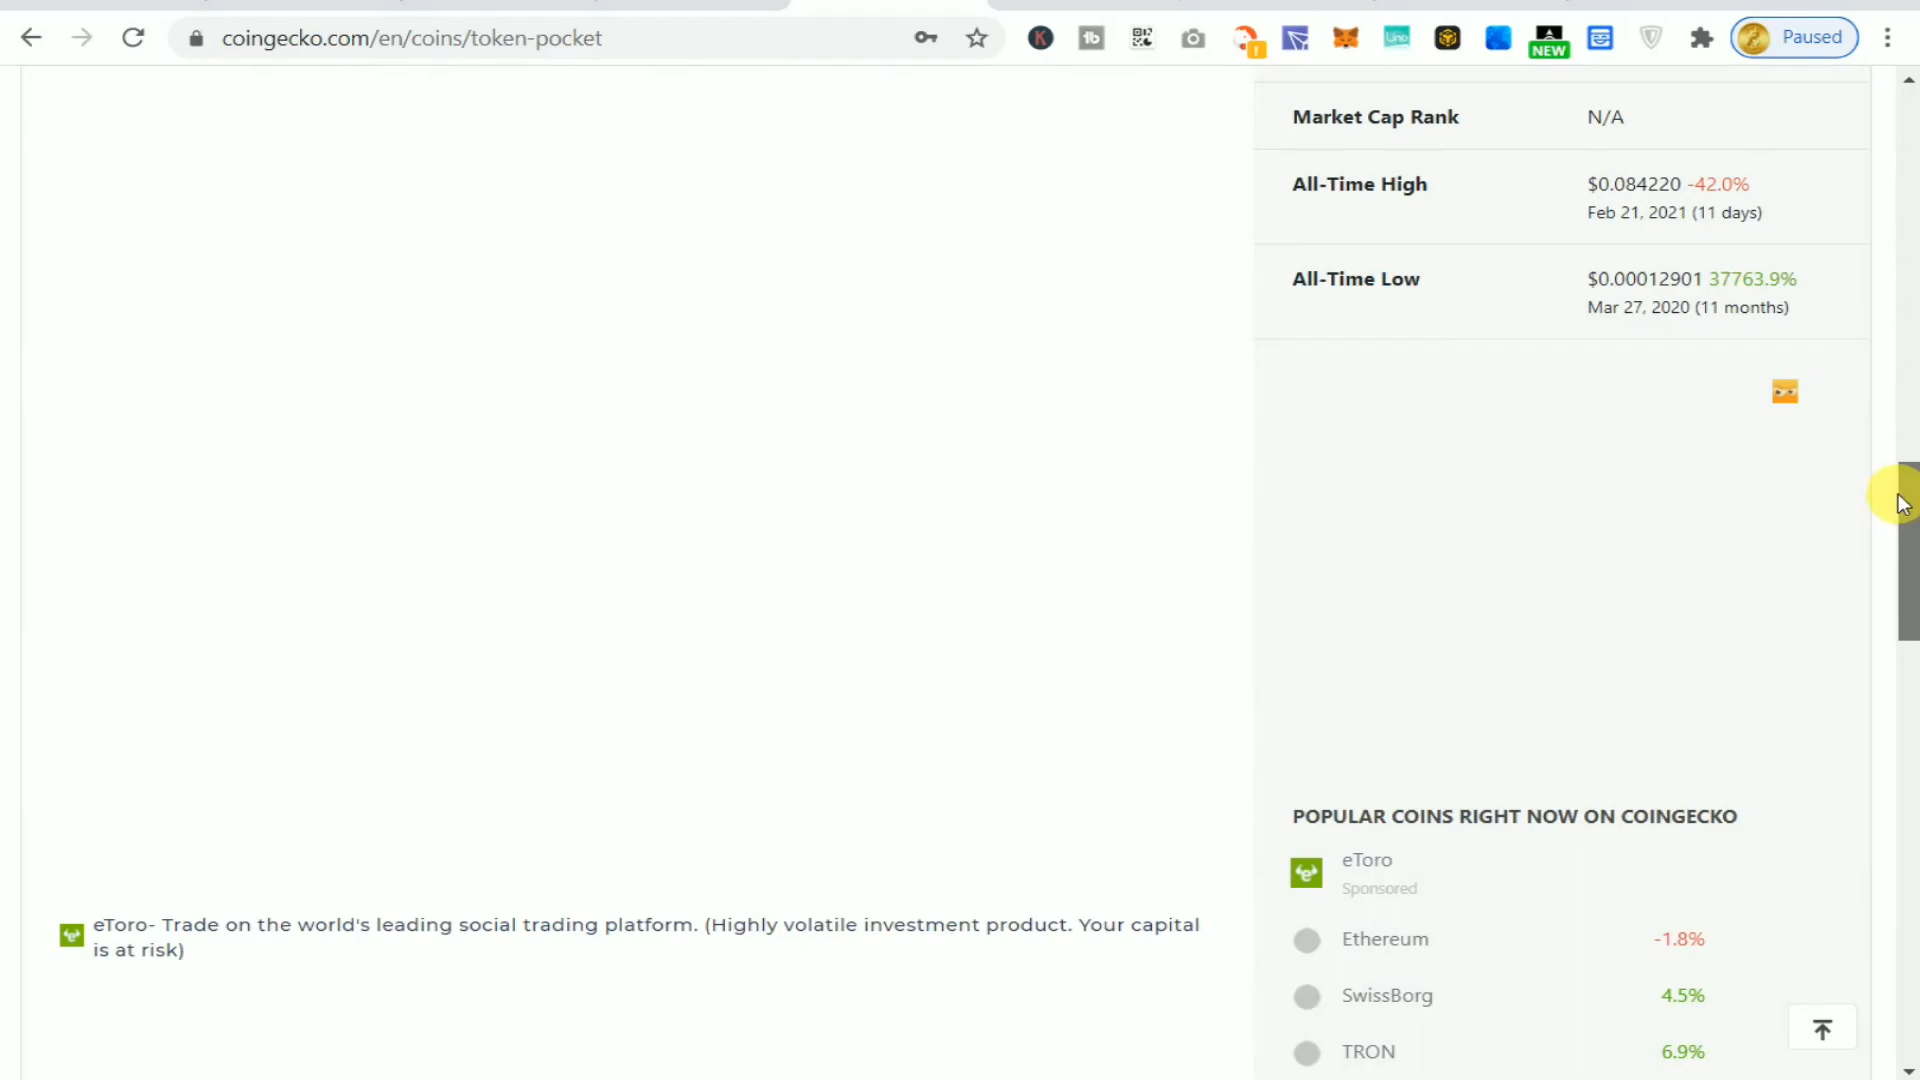 coingecko.com/en/coins/token-pocket
tb
Lino
NEW
Paused
Market Cap Rank N/A
All-Time High $0.084220 -42.0%
Feb 21, 2021 (11 days)
All-Time Low $0.00012901 37763.9%
Mar 27, 2020 (11 months)
POPULAR COINS RIGHT NOW ON COINGECKO
eToro
Sponsored
eToro- Trade on the world's leading social trading platform. (Highly volatile investment product. Your capital
is at risk)
Ethereum -1.8%
SwissBorg 4.5%
TRON 6.9%